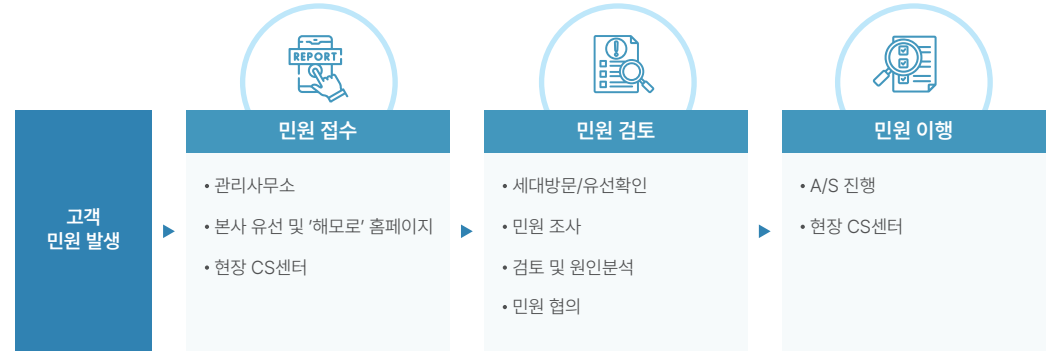 고객
민원 발생
REPORT
민원 접수
• 관리사무소
• 본사 유선 및 ‘해모로’ 홈페이지
• 현장 CS센터
민원 검토
• 세대방문/유선확인
• 민원 조사
• 검토 및 원인분석
• 민원 협의
민원 이행
• A/S 진행
• 현장 CS센터